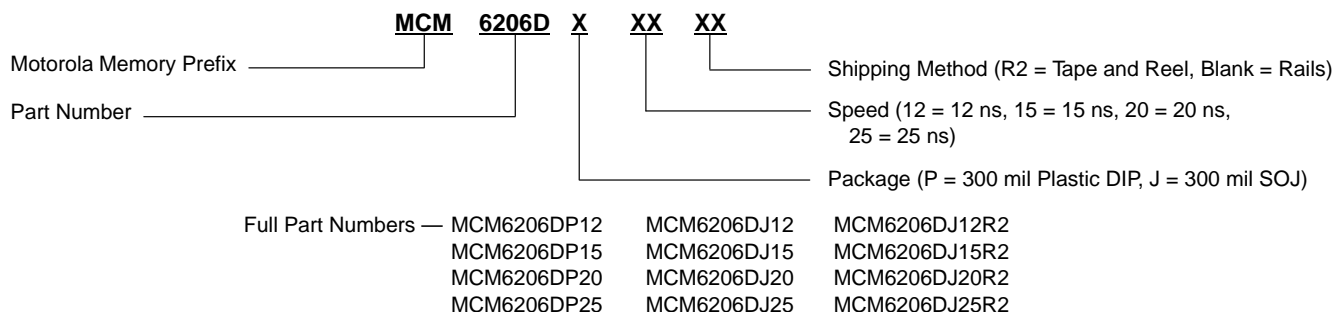 MCM 6206D X XX XX
Motorola Memory Prefix
Shipping Method (R2 = Tape and Reel, Blank = Rails)
Part Number
Speed (12 = 12 ns, 15 = 15 ns, 20 = 20 ns,
25 = 25 ns)
Package (P = 300 mil Plastic DIP, J = 300 mil SOJ)
Full Part Numbers — MCM6206DP12 MCM6206DJ12 MCM6206DJ12R2
MCM6206DP15 MCM6206DJ15 MCM6206DJ15R2
MCM6206DP20 MCM6206DJ20 MCM6206DJ20R2
MCM6206DP25 MCM6206DJ25 MCM6206DJ25R2